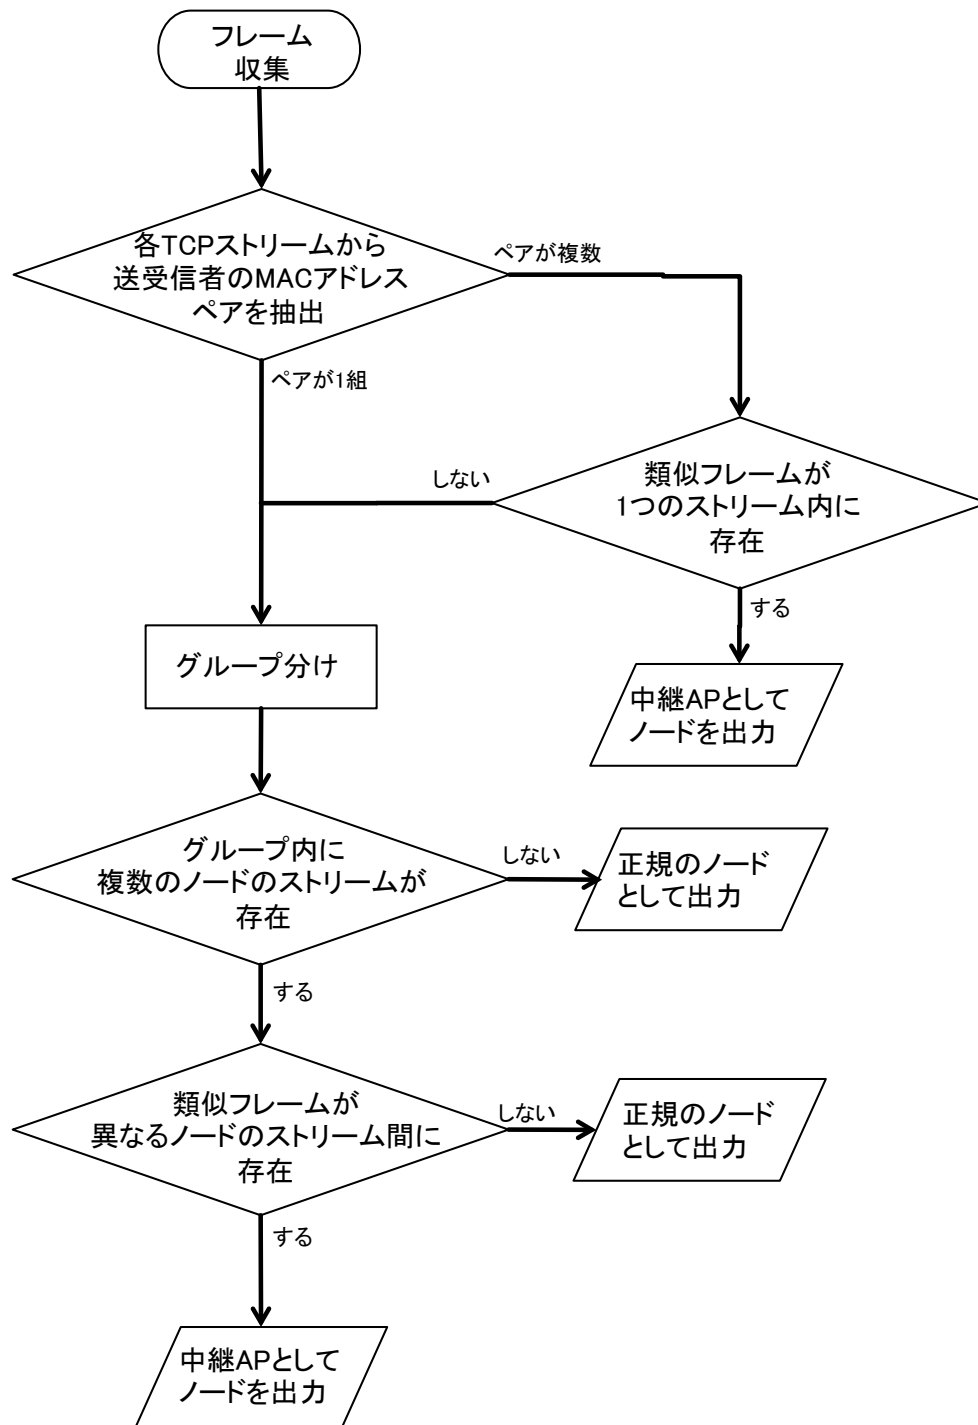 フレーム
収集
各TCPストリームから
送受信者のMACアドレス
ペアを抽出
ペアが複数
ペアが1組
類似フレームが
1つのストリーム内に
存在
しない
する
グループ分け
中継APとして
ノードを出力
グループ内に
複数のノードのストリームが
存在
しない
正規のノード
として出力
する
類似フレームが
異なるノードのストリーム間に
存在
しない
正規のノード
として出力
する
中継APとして
ノードを出力